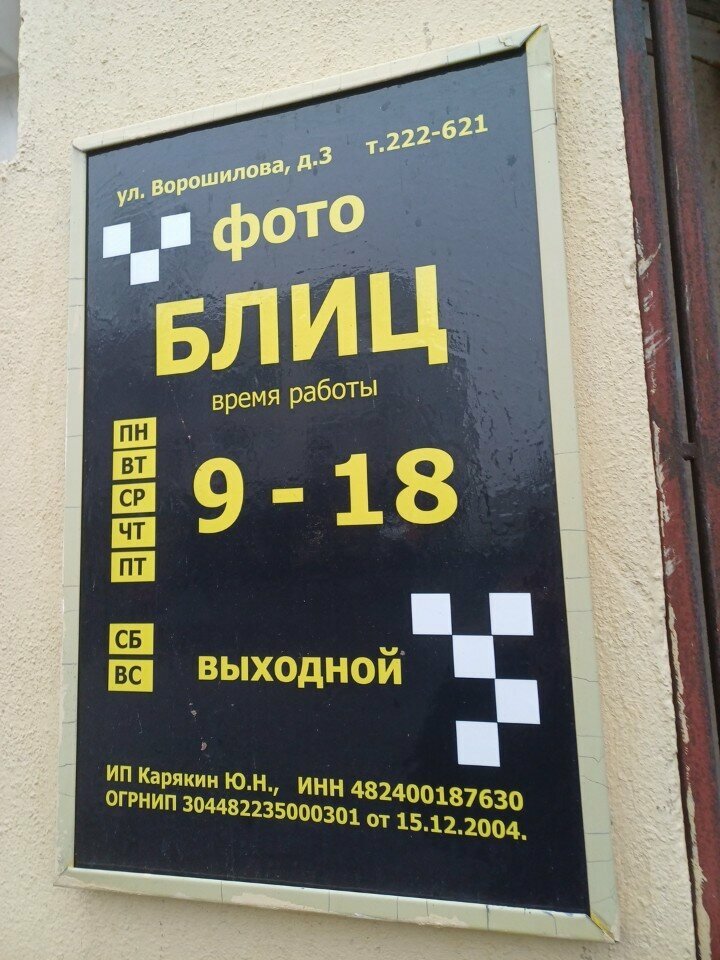 ул. Ворошилова, д.3 т.222-621
фото
БЛИЦ
время работы
ПН
ВТ
СР
ЧТ
ПТ
9 - 18
СБ
ВС
выходной
ИП Карякин Ю.Н., ИНН 482400187630
ОГРНИП 304482235000301 от 15.12.2004.